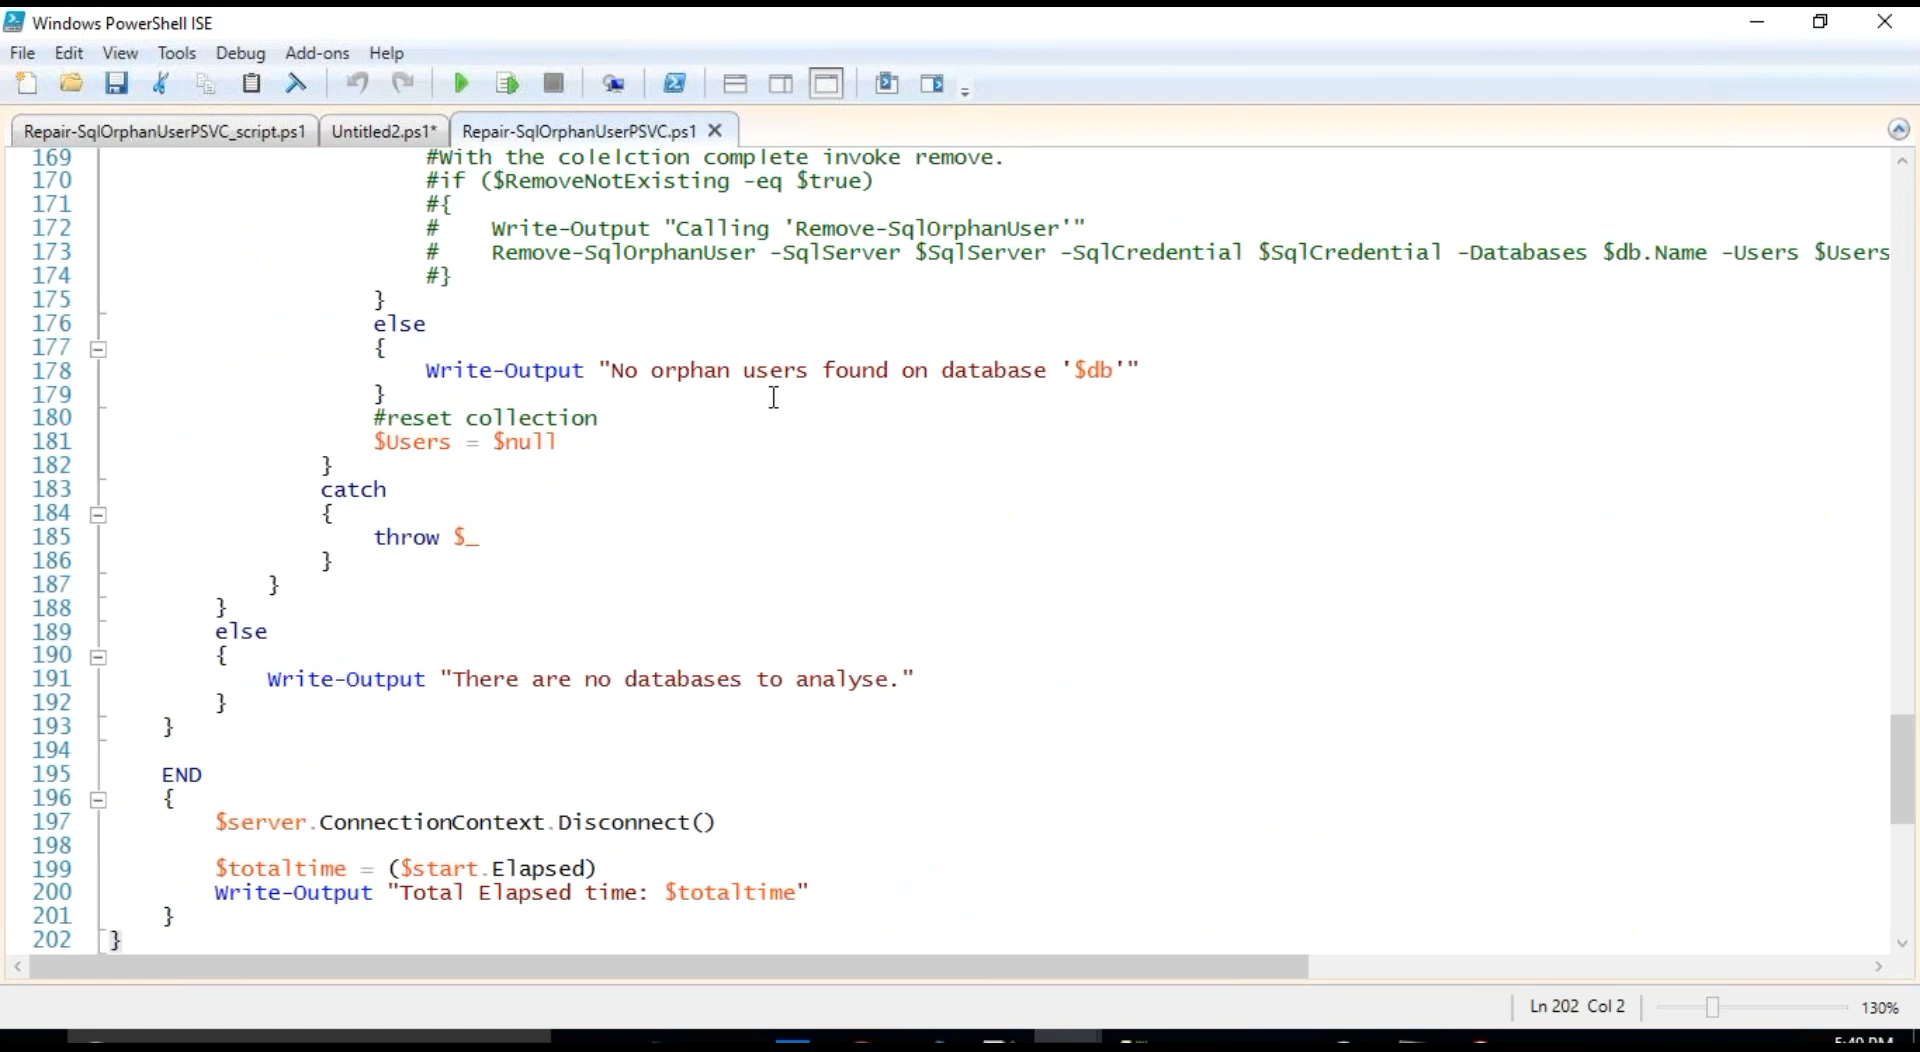 Windows PowerShell ISE
File Edit View Tools Debug Add-ons Help
Repair-SqlOrphanUserPSVC_script.ps1 Untitled2.ps1* Repair-SqlOrphanUserPSVC.ps1
169 #With the colelction complete invoke remove.
170 #if ($RemoveNotExisting -eq $true)
171 #{
172 # Write-Output "Calling 'Remove-SqlOrphanUser'"
173 # Remove-SqlOrphanUser -SqlServer $SqlServer -SqlCredential $SqlCredential -Databases $db.Name -Users $Users
174 #}
175 }
176 else
177 {
178 Write-Output "No orphan users found on database '$db'"
179 }
180 #reset collection
181 $Users = $null
182 }
183 catch
184 {
185 throw $_
186 }
187 }
188 }
189 else
190 {
191 Write-Output "There are no databases to analyse."
192 }
193 }
194
195 END
196 {
197 $server.ConnectionContext.Disconnect()
198
199 $totaltime = ($start.Elapsed)
200 Write-Output "Total Elapsed time: $totaltime"
201 }
202 }
Ln 202 Col 2 130%